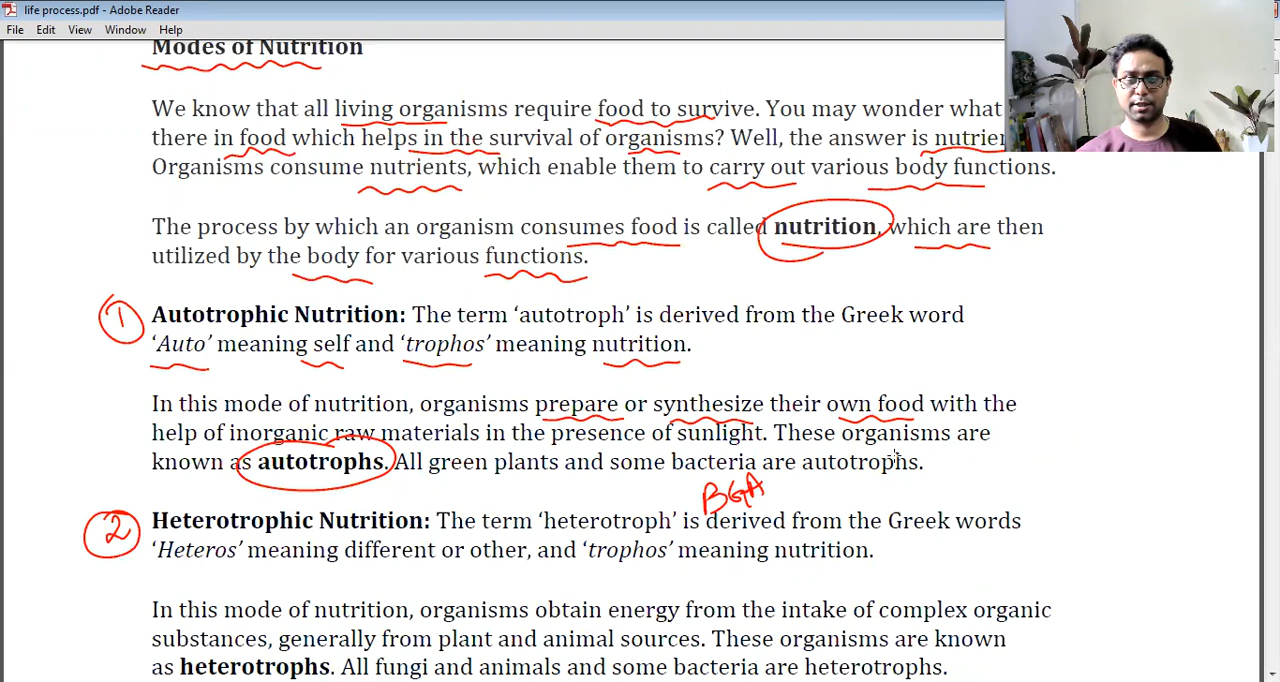 life process.pdf - Adobe Reader
File Edit View Window Help
Modes of Nutrition
We know that all living organisms require food to survive. You may wonder what
there in food which helps in the survival of organisms? Well, the answer is
Organisms consume nutrients, which enable them to carry out various body functions.
The process by which an organism consumes food is called nutrition, which are then
utilized by the body for various functions.
1 Autotrophic Nutrition: The term ‘autotroph’ is derived from the Greek word
‘Auto’ meaning self and ‘trophos’ meaning nutrition.
In this mode of nutrition, organisms prepare or synthesize their own food with the
help of inorganic raw materials in the presence of sunlight. These organisms are
known as autotrophs. All green plants and some bacteria are autotrophs.
BGA
2 Heterotrophic Nutrition: The term ‘heterotroph’ is derived from the Greek words
‘Heteros’ meaning different or other, and ‘trophos’ meaning nutrition.
In this mode of nutrition, organisms obtain energy from the intake of complex organic
substances, generally from plant and animal sources. These organisms are known
as heterotrophs. All fungi and animals and some bacteria are heterotrophs.